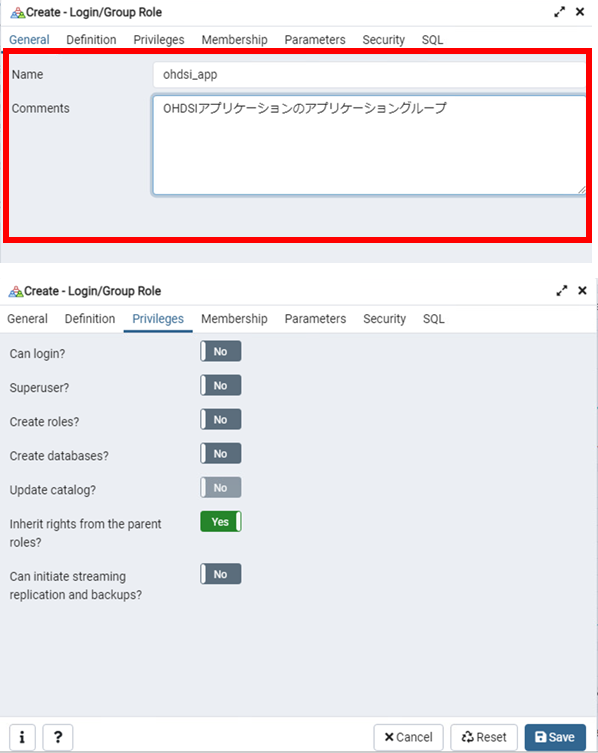 Create - Login/Group Role
General Definition Privileges Membership Parameters Security SQL
Name ohdsi_app
Comments OHDSIアプリケーションのアプリケーショングループ
Create - Login/Group Role
General Definition Privileges Membership Parameters Security SQL
Can login? No
Superuser? No
Create roles? No
Create databases? No
Update catalog? No
Inherit rights from the parent Yes
roles?
Can initiate streaming No
replication and backups?
i ? Cancel Reset Save